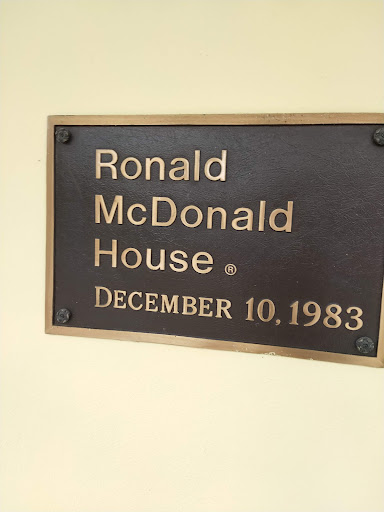 Ronald
McDonald
House ®
DECEMBER 10, 1983